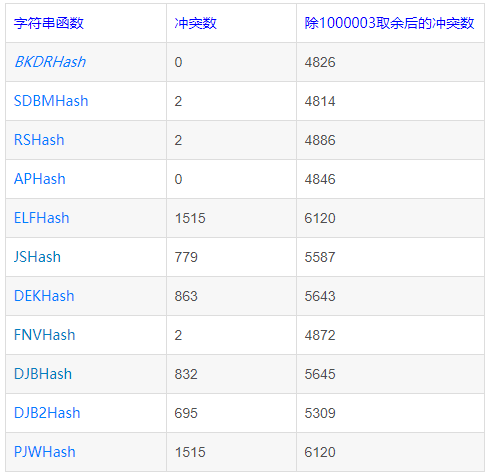 字符串函数 冲突数 除1000003取余后的冲突数
BKDRHash 0 4826
SDBMHash 2 4814
RSHash 2 4886
APHash 0 4846
ELFHash 1515 6120
JSHash 779 5587
DEKHash 863 5643
FNVHash 2 4872
DJBHash 832 5645
DJB2Hash 695 5309
PJWHash 1515 6120